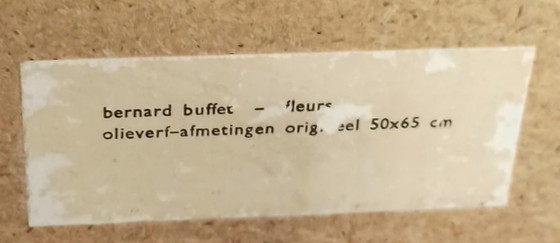 bernard buffet – fleurs
olieverf–afmetingen 50x65 cm